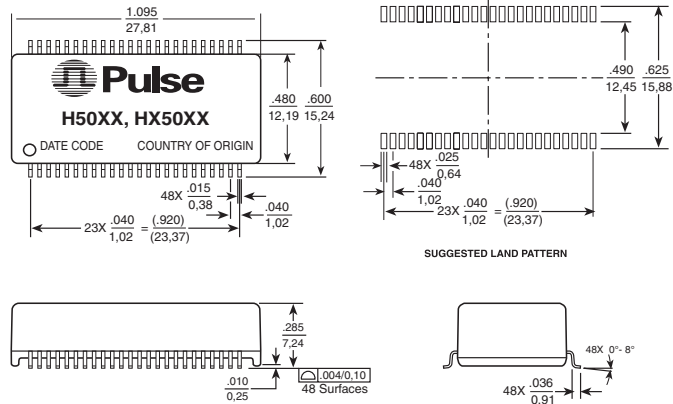 1.095
27,81
Pulse
H50XX, HX50XX
DATE CODE
COUNTRY OF ORIGIN
.480
12,19
.600
15,24
48X .015
0,38
.040
1,02
23X .040 = (.920)
1,02 (23,37)
.490
12,45
.625
15,88
48X .025
0,64
.040
1,02
23X .040 = (.920)
1,02 (23,37)
SUGGESTED LAND PATTERN
.285
7,24
.010
0,25
.004/0,10
48 Surfaces
48X 0°- 8°
48X .036
0,91